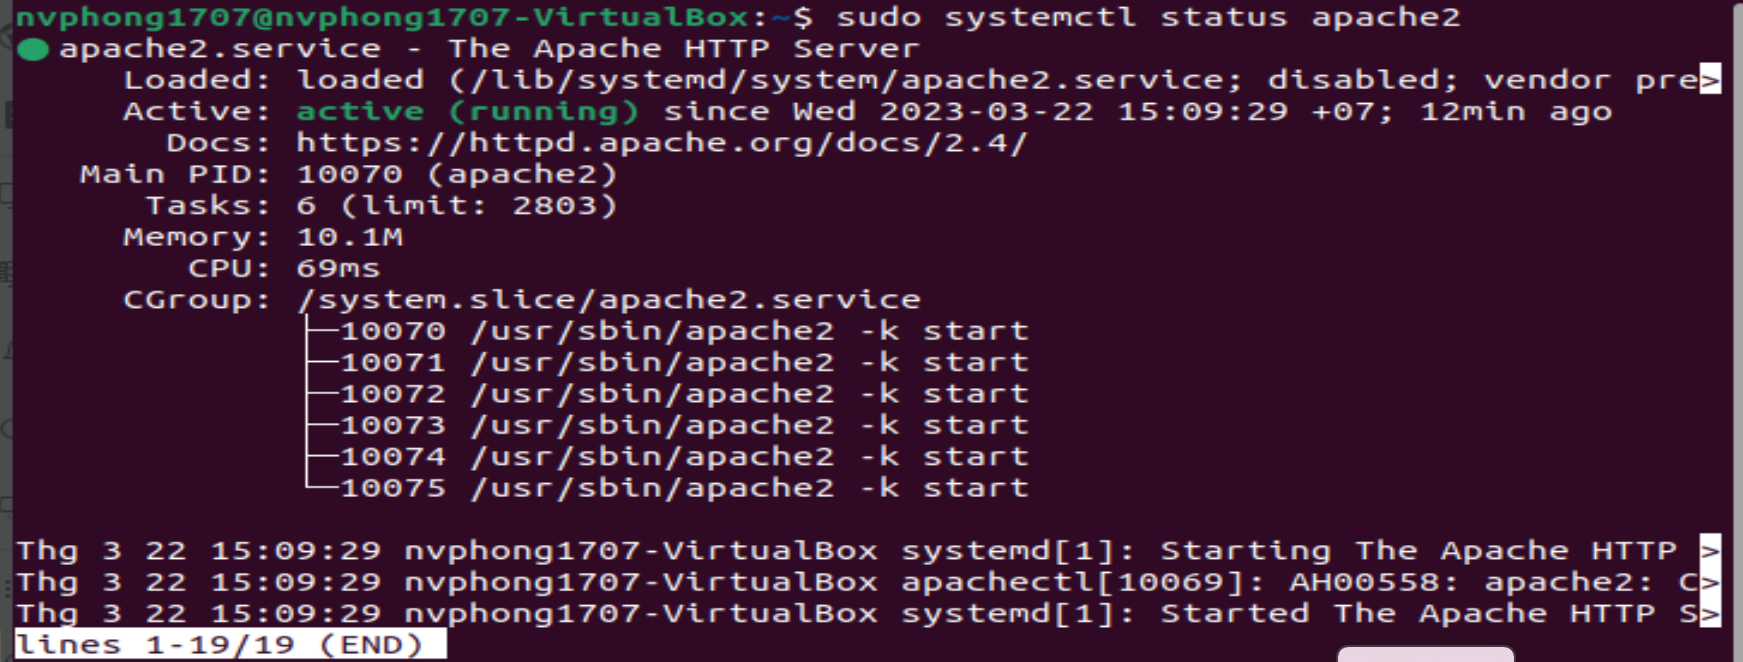 nvphong1707@nvphong1707-VirtualBox:~$ sudo systemctl status apache2
● apache2.service - The Apache HTTP Server
     Loaded: loaded (/lib/systemd/system/apache2.service; disabled; vendor pre>
     Active: active (running) since Wed 2023-03-22 15:09:29 +07; 12min ago
       Docs: https://httpd.apache.org/docs/2.4/
   Main PID: 10070 (apache2)
      Tasks: 6 (limit: 2803)
     Memory: 10.1M
        CPU: 69ms
     CGroup: /system.slice/apache2.service
             ├─10070 /usr/sbin/apache2 -k start
             ├─10071 /usr/sbin/apache2 -k start
             ├─10072 /usr/sbin/apache2 -k start
             ├─10073 /usr/sbin/apache2 -k start
             ├─10074 /usr/sbin/apache2 -k start
             └─10075 /usr/sbin/apache2 -k start
Thg 3 22 15:09:29 nvphong1707-VirtualBox systemd[1]: Starting The Apache HTTP >
Thg 3 22 15:09:29 nvphong1707-VirtualBox apachectl[10069]: AH00558: apache2: C>
Thg 3 22 15:09:29 nvphong1707-VirtualBox systemd[1]: Started The Apache HTTP S>
lines 1-19/19 (END)